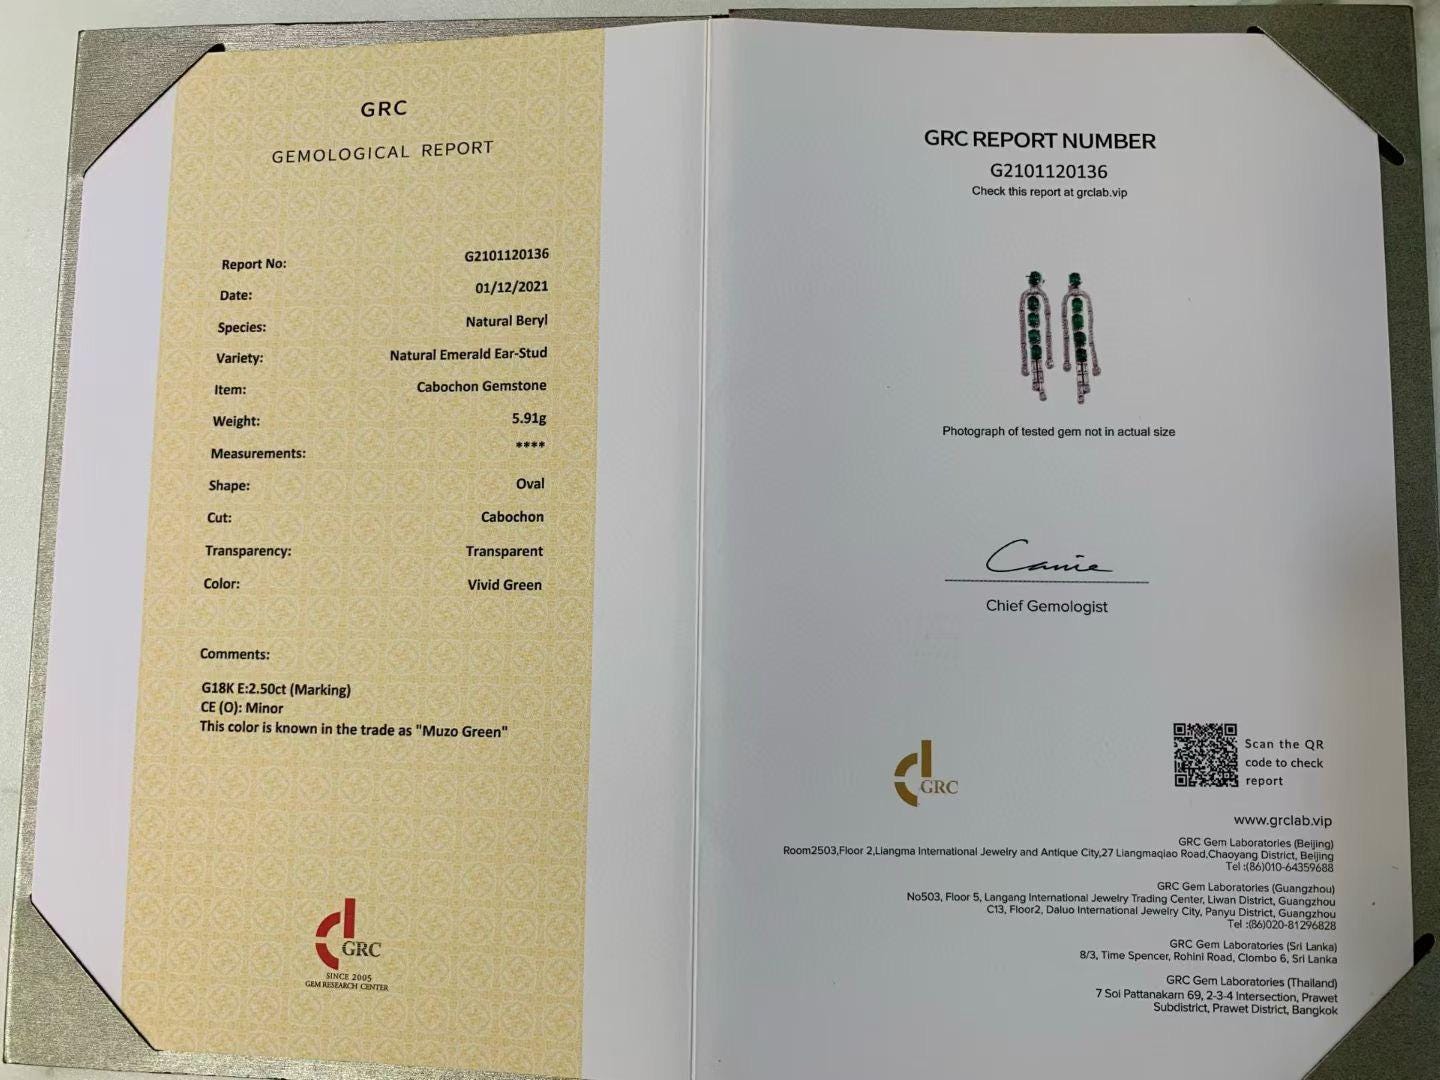 GRC
GEMOLOGICAL REPORT
Report No: G2101120136
Date: 01/12/2021
Species: Natural Beryl
Variety: Natural Emerald Ear-Stud
Item: Cabochon Gemstone
Weight: 5.91g
Measurements: ****
Shape: Oval
Cut: Cabochon
Transparency: Transparent
Color: Vivid Green
Comments:
G18K E:2.50ct (Marking)
CE (O): Minor
This color is known in the trade as "Muzo Green"
GRC
SINCE 2005
GEM RESEARCH CENTER
GRC REPORT NUMBER
G2101120136
Check this report at grclab.vip
Photograph of tested gem not in actual size
Canie
Chief Gemologist
GRC
Scan the QR
code to check
report
www.grclab.vip
GRC Gem Laboratories (Beijing)
Room2503,Floor 2,Liangma International Jewelry and Antique City,27 Liangmaqiao Road,Chaoyang District, Beijing
Tel :(86)010-64359688
GRC Gem Laboratories (Guangzhou)
No503, Floor 5, Langang International Jewelry Trading Center, Liwan District, Guangzhou
C13, Floor2, Daluo International Jewelry City, Panyu District, Guangzhou
Tel :(86)020-81296828
GRC Gem Laboratories (Sri Lanka)
8/3, Time Spencer, Rohini Road, Clombo 6, Sri Lanka
GRC Gem Laboratories (Thailand)
7 Soi Pattanakarn 69, 2-3-4 Intersection, Prawet
Subdistrict, Prawet District, Bangkok